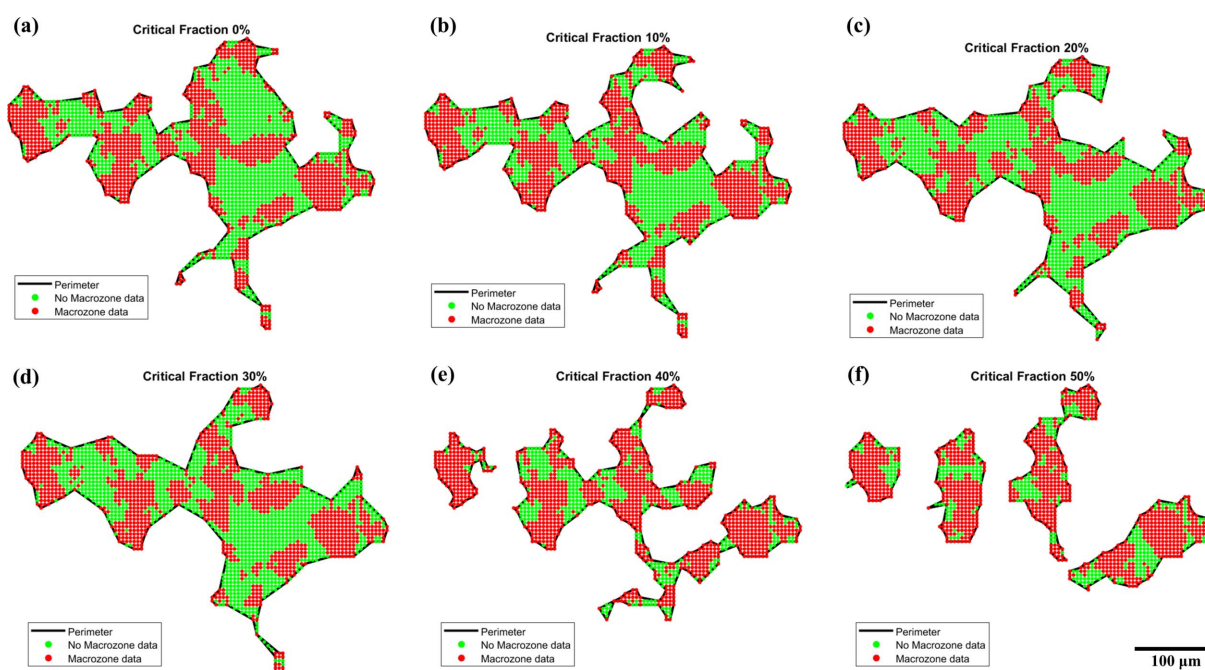 (a)
Critical Fraction 0%
Perimeter
No Macrozone data
Macrozone data
(b)
Critical Fraction 10%
Perimeter
No Macrozone data
Macrozone data
(c)
Critical Fraction 20%
Perimeter
No Macrozone data
Macrozone data
(d)
Critical Fraction 30%
Perimeter
No Macrozone data
Macrozone data
(e)
Critical Fraction 40%
Perimeter
No Macrozone data
Macrozone data
(f)
Critical Fraction 50%
Perimeter
No Macrozone data
Macrozone data
100 μm